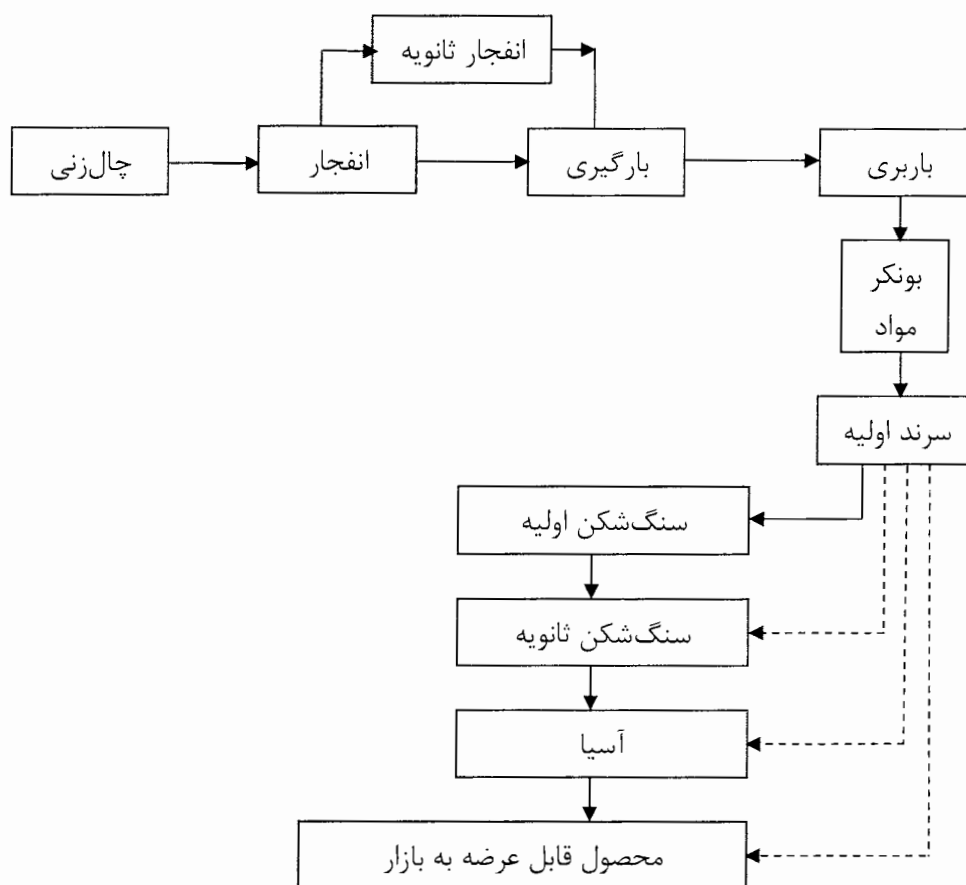 انفجار ثانویه
چال‌زنی
انفجار
بارگیری
باربری
بونکر
مواد
سرند اولیه
سنگ‌شکن اولیه
سنگ‌شکن ثانویه
آسیا
محصول قابل عرضه به بازار